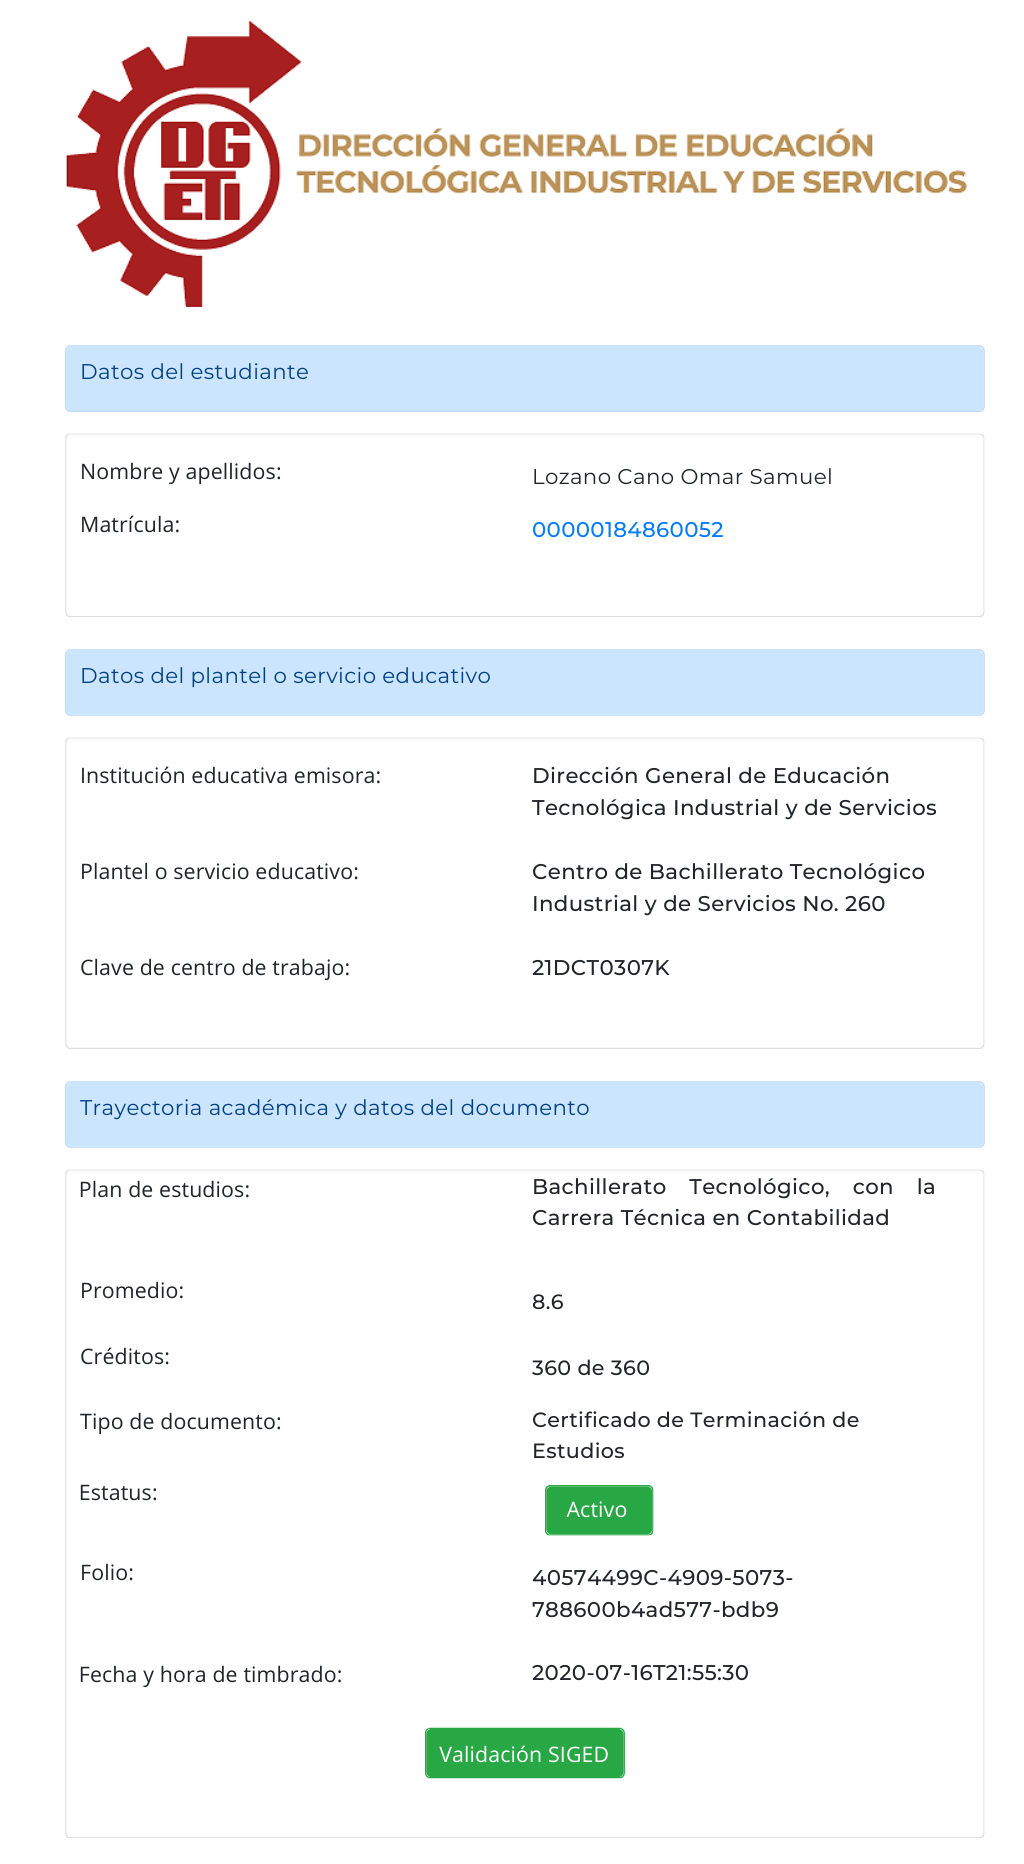 DG
ETI
DIRECCIÓN GENERAL DE EDUCACIÓN
TECNOLÓGICA INDUSTRIAL Y DE SERVICIOS
Datos del estudiante
Nombre y apellidos: Lozano Cano Omar Samuel
Matrícula: 00000184860052
Datos del plantel o servicio educativo
Institución educativa emisora: Dirección General de Educación
Tecnológica Industrial y de Servicios
Plantel o servicio educativo: Centro de Bachillerato Tecnológico
Industrial y de Servicios No. 260
Clave de centro de trabajo: 21DCT0307K
Trayectoria académica y datos del documento
Plan de estudios: Bachillerato Tecnológico, con la
Carrera Técnica en Contabilidad
Promedio: 8.6
Créditos: 360 de 360
Tipo de documento: Certificado de Terminación de
Estudios
Estatus: Activo
Folio: 40574499C-4909-5073-
788600b4ad577-bdb9
Fecha y hora de timbrado: 2020-07-16T21:55:30
Validación SIGED